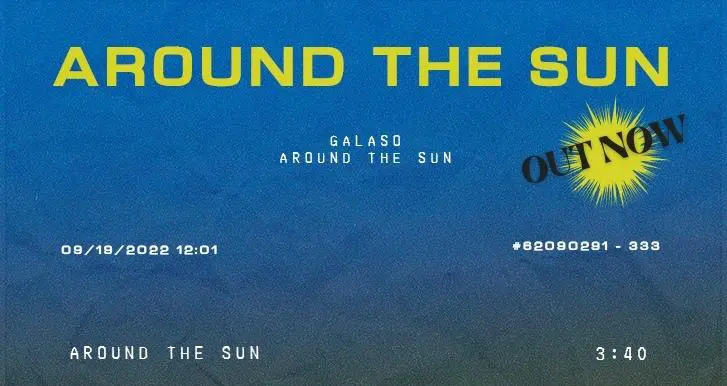 AROUND THE SUN
GALASO
AROUND THE SUN
OUT NOW
09/19/2022 12:01
#62090291 - 333
AROUND THE SUN
3:40